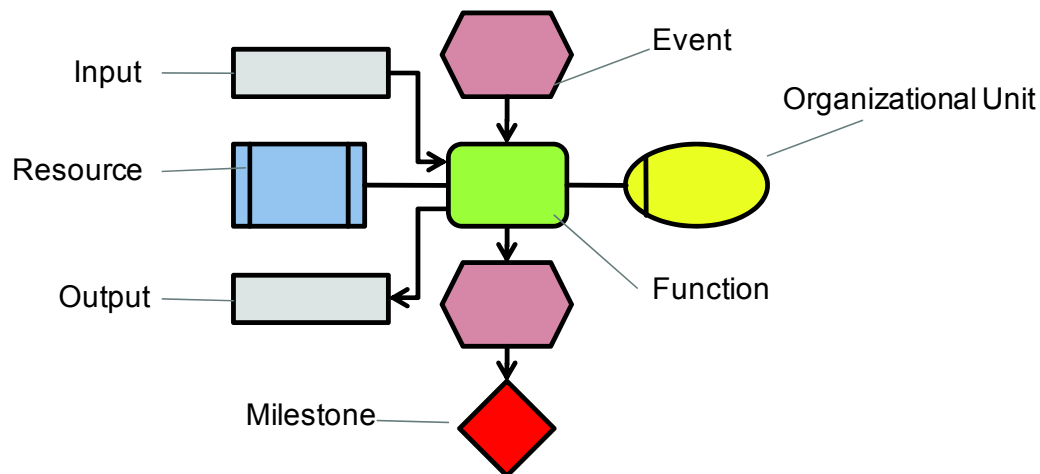 Event
Input
Organizational Unit
Resource
Function
Output
Milestone